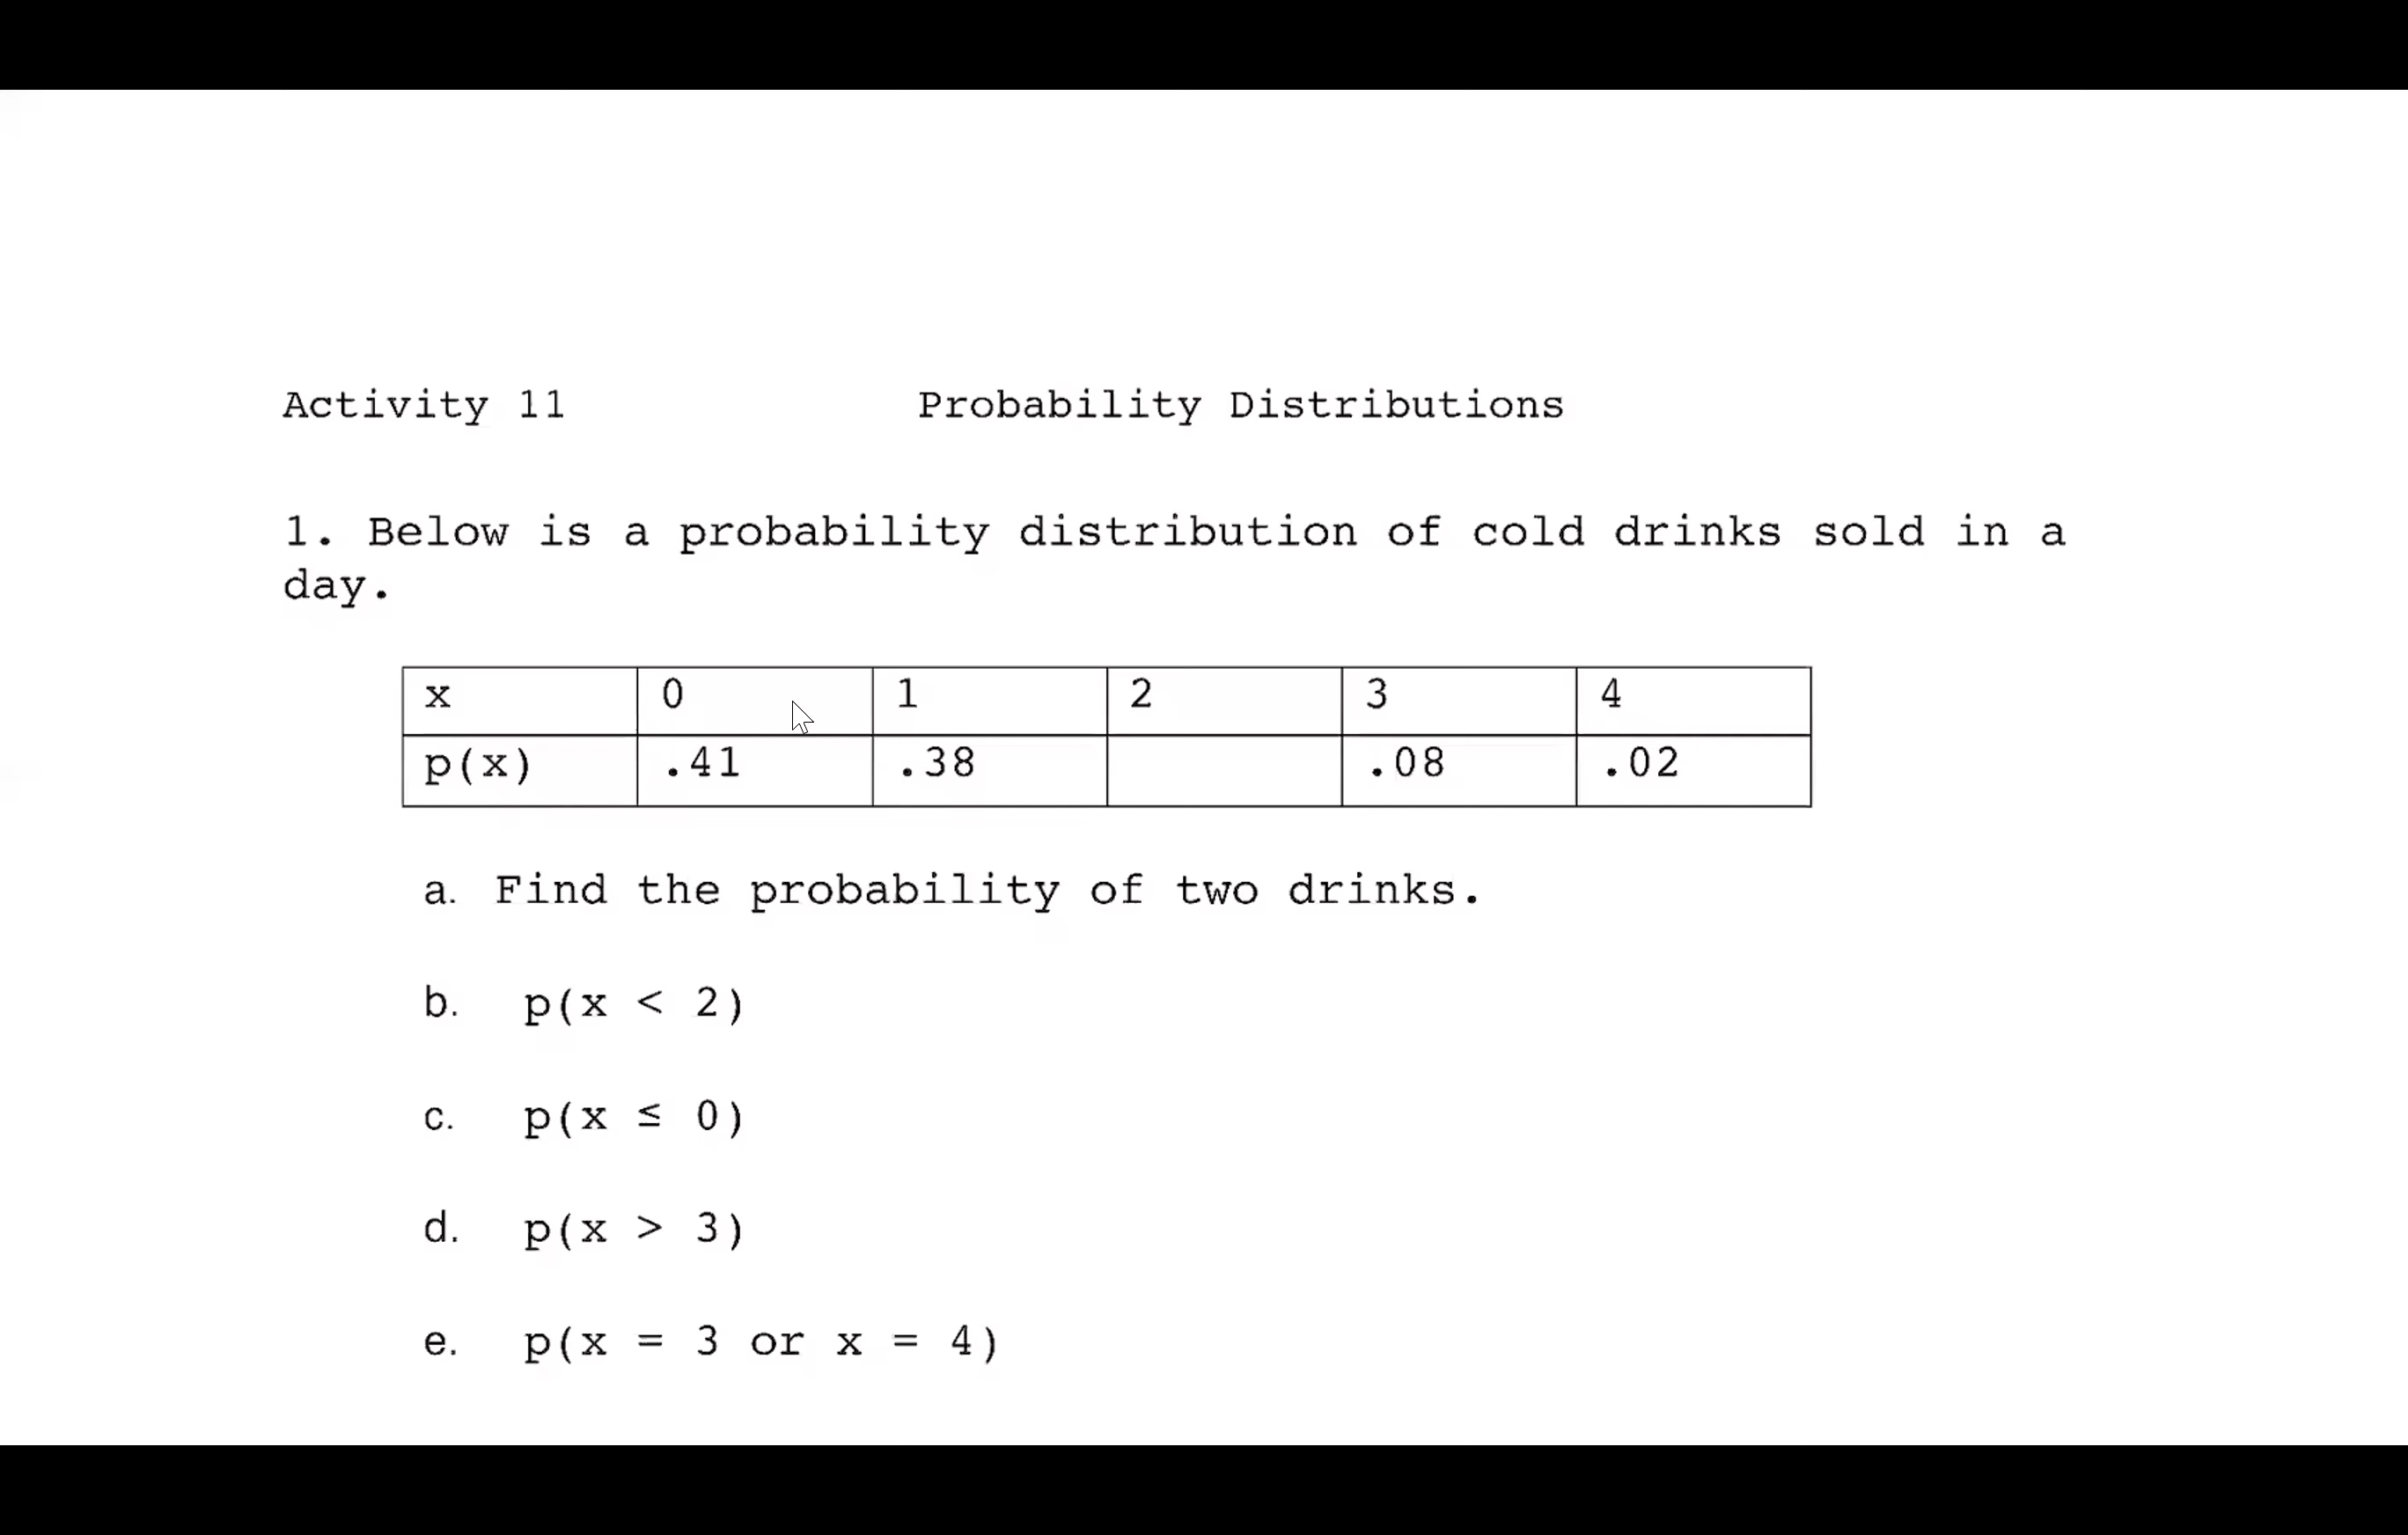 Activity 11 Probability Distributions
1. Below is a probability distribution of cold drinks sold in a
day.
x 0 1 2 3 4
p(x) .41 .38 .08 .02
a. Find the probability of two drinks.
b. p(x < 2)
c. p(x ≤ 0)
d. p(x > 3)
e. p(x = 3 or x = 4)